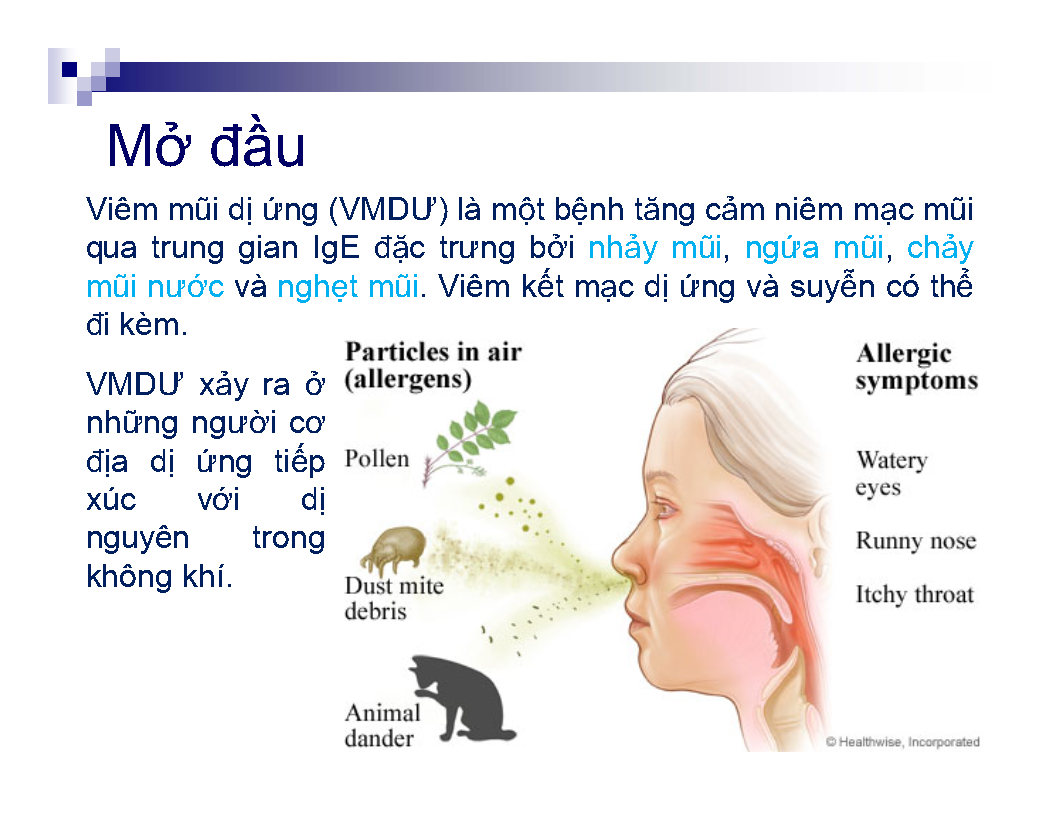 Mở đầu
Viêm mũi dị ứng (VMDƯ) là một bệnh tăng cảm niêm mạc mũi
qua trung gian IgE đặc trưng bởi nhảy mũi, ngứa mũi, chảy
mũi nước và nghẹt mũi. Viêm kết mạc dị ứng và suyễn có thể
đi kèm.
VMDƯ xảy ra ở
những người cơ
địa dị ứng tiếp
xúc với dị
nguyên trong
không khí.
Particles in air
(allergens)
Pollen
Dust mite
debris
Animal
dander
Allergic
symptoms
Watery
eyes
Runny nose
Itchy throat
© Healthwise, Incorporated